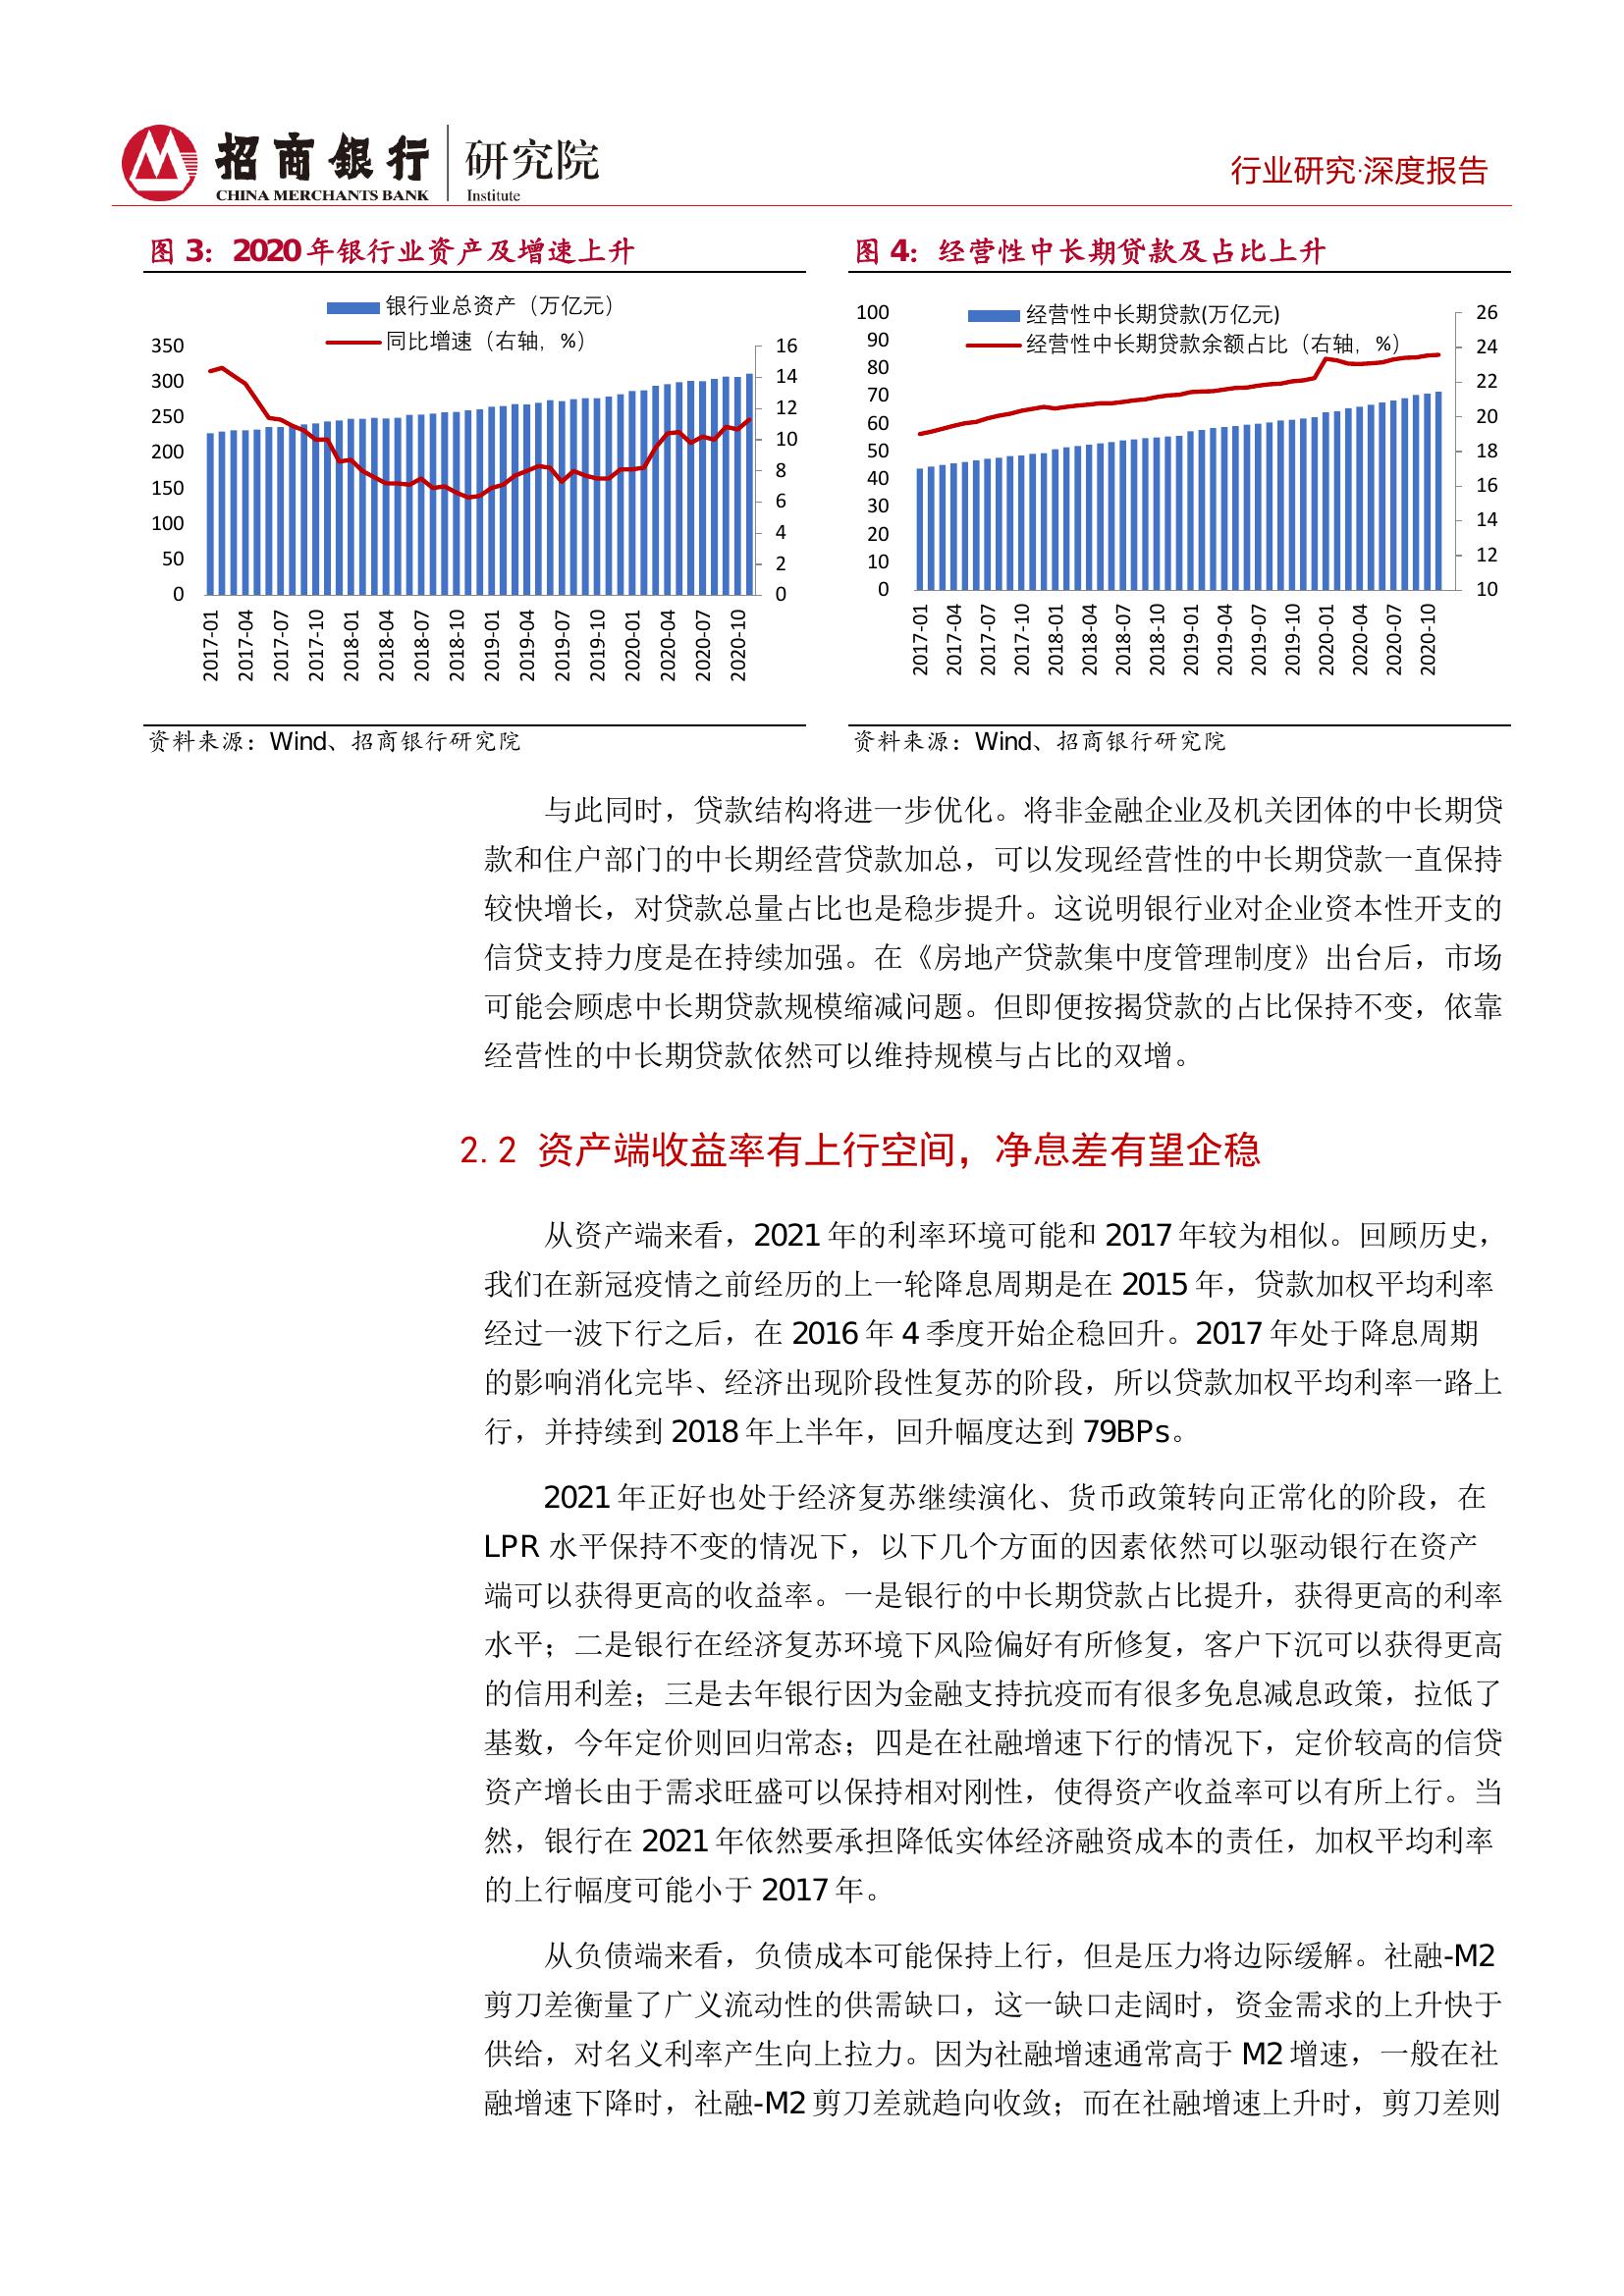 招商银行 研究院
CHINA MERCHANTS BANK Institute
行业研究·深度报告
图 3：2020 年银行业资产及增速上升
银行业总资产（万亿元）
同比增速（右轴，%）
350
300
250
200
150
100
50
0
16
14
12
10
8
6
4
2
0
2017-01
2017-04
2017-07
2017-10
2018-01
2018-04
2018-07
2018-10
2019-01
2019-04
2019-07
2019-10
2020-01
2020-04
2020-07
2020-10
资料来源：Wind、招商银行研究院
图 4：经营性中长期贷款及占比上升
经营性中长期贷款(万亿元)
经营性中长期贷款余额占比（右轴，%）
100
90
80
70
60
50
40
30
20
10
0
26
24
22
20
18
16
14
12
10
2017-01
2017-04
2017-07
2017-10
2018-01
2018-04
2018-07
2018-10
2019-01
2019-04
2019-07
2019-10
2020-01
2020-04
2020-07
2020-10
资料来源：Wind、招商银行研究院
与此同时，贷款结构将进一步优化。将非金融企业及机关团体的中长期贷
款和住户部门的中长期经营贷款加总，可以发现经营性的中长期贷款一直保持
较快增长，对贷款总量占比也是稳步提升。这说明银行业对企业资本性开支的
信贷支持力度是在持续加强。在《房地产贷款集中度管理制度》出台后，市场
可能会顾虑中长期贷款规模缩减问题。但即便按揭贷款的占比保持不变，依靠
经营性的中长期贷款依然可以维持规模与占比的双增。
2.2 资产端收益率有上行空间，净息差有望企稳
从资产端来看，2021 年的利率环境可能和 2017 年较为相似。回顾历史，
我们在新冠疫情之前经历的上一轮降息周期是在 2015 年，贷款加权平均利率
经过一波下行之后，在 2016 年 4 季度开始企稳回升。2017 年处于降息周期
的影响消化完毕、经济出现阶段性复苏的阶段，所以贷款加权平均利率一路上
行，并持续到 2018 年上半年，回升幅度达到 79BPs。
2021 年正好也处于经济复苏继续演化、货币政策转向正常化的阶段，在
LPR 水平保持不变的情况下，以下几个方面的因素依然可以驱动银行在资产
端可以获得更高的收益率。一是银行的中长期贷款占比提升，获得更高的利率
水平；二是银行在经济复苏环境下风险偏好有所修复，客户下沉可以获得更高
的信用利差；三是去年银行因为金融支持抗疫而有很多免息减息政策，拉低了
基数，今年定价则回归常态；四是在社融增速下行的情况下，定价较高的信贷
资产增长由于需求旺盛可以保持相对刚性，使得资产收益率可以有所上行。当
然，银行在 2021 年依然要承担降低实体经济融资成本的责任，加权平均利率
的上行幅度可能小于 2017 年。
从负债端来看，负债成本可能保持上行，但是压力将边际缓解。社融-M2
剪刀差衡量了广义流动性的供需缺口，这一缺口走阔时，资金需求的上升快于
供给，对名义利率产生向上拉力。因为社融增速通常高于 M2 增速，一般在社
融增速下降时，社融-M2 剪刀差就趋向收敛；而在社融增速上升时，剪刀差则